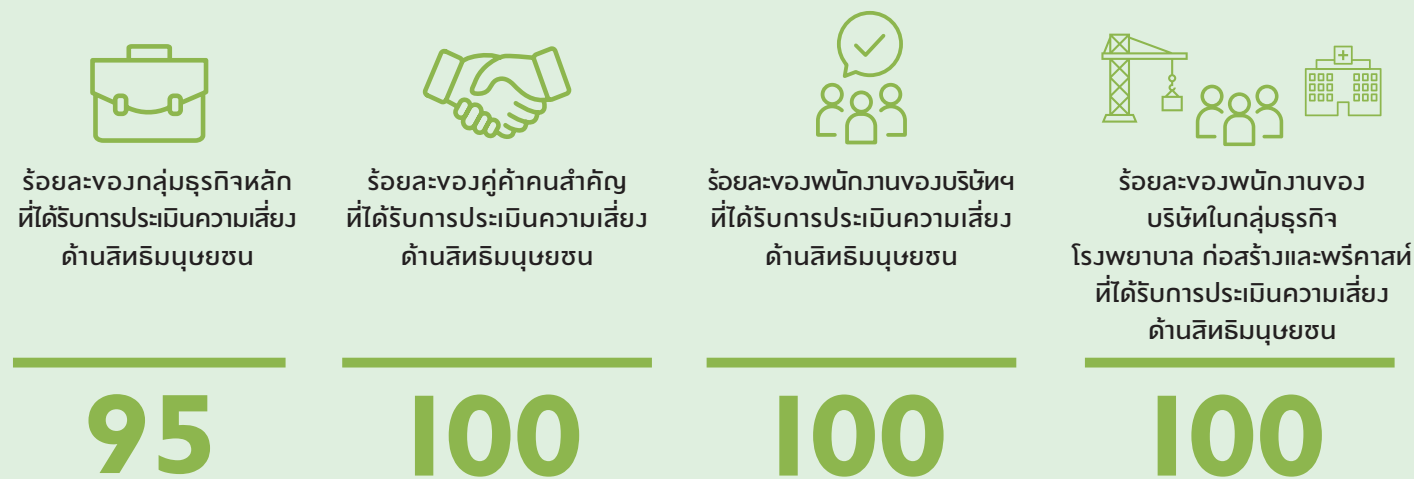 ร้อยละของกลุ่มธุรกิจหลัก
ที่ได้รับการประเมินความเสี่ยง
ด้านสิทธิมนุษยชน
95
ร้อยละของคู่ค้าคนสำคัญ
ที่ได้รับการประเมินความเสี่ยง
ด้านสิทธิมนุษยชน
100
ร้อยละของพนักงานของบริษัทฯ
ที่ได้รับการประเมินความเสี่ยง
ด้านสิทธิมนุษยชน
100
ร้อยละของพนักงานของ
บริษัทในกลุ่มธุรกิจ
โรงพยาบาล ก่อสร้างและพรีคาสท์
ที่ได้รับการประเมินความเสี่ยง
ด้านสิทธิมนุษยชน
100